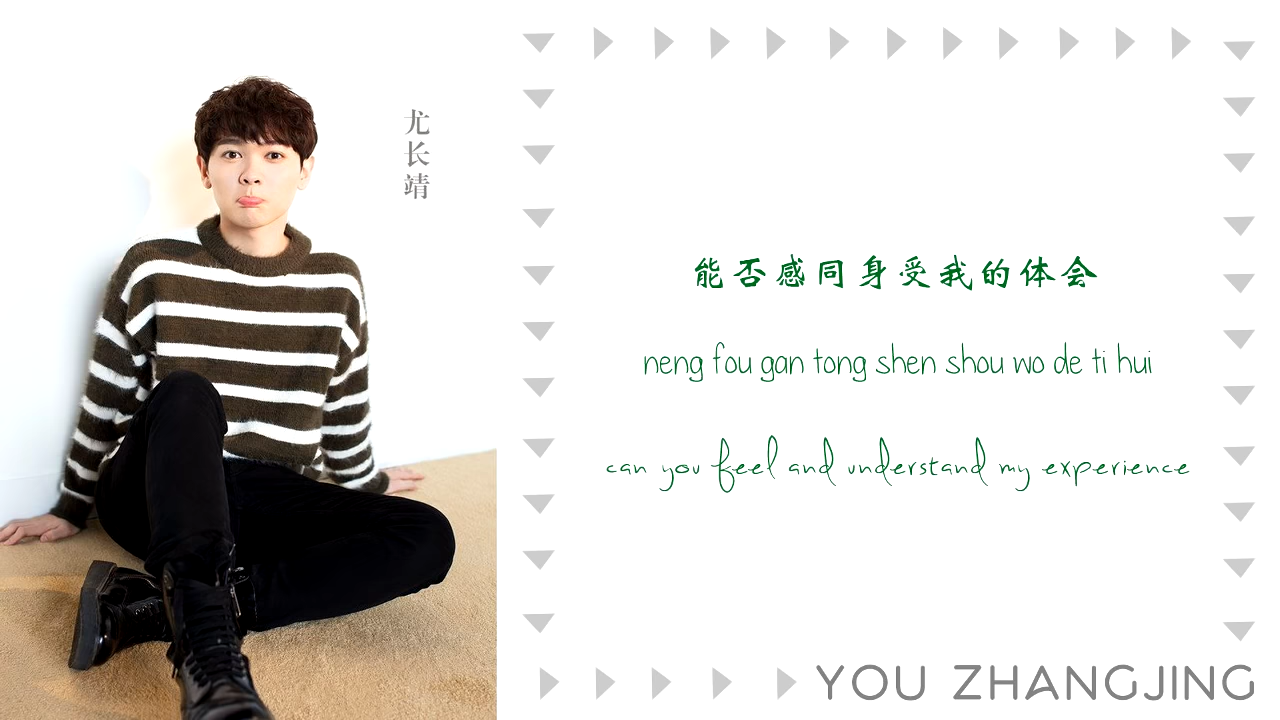 尤长靖
能否感同身受我的体会
neng fou gan tong shen shou wo de ti hui
can you feel and understand my experience
YOU ZHANGJING